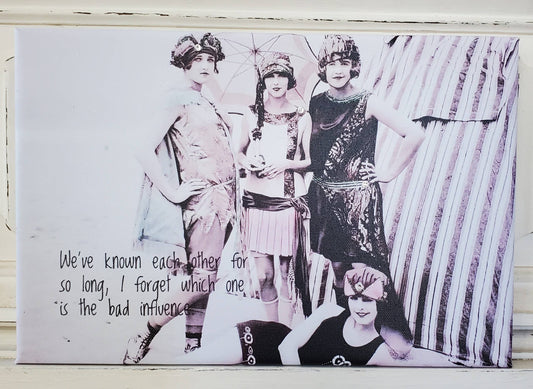 We've known each other for
so long, I forget which one
is the bad influence.